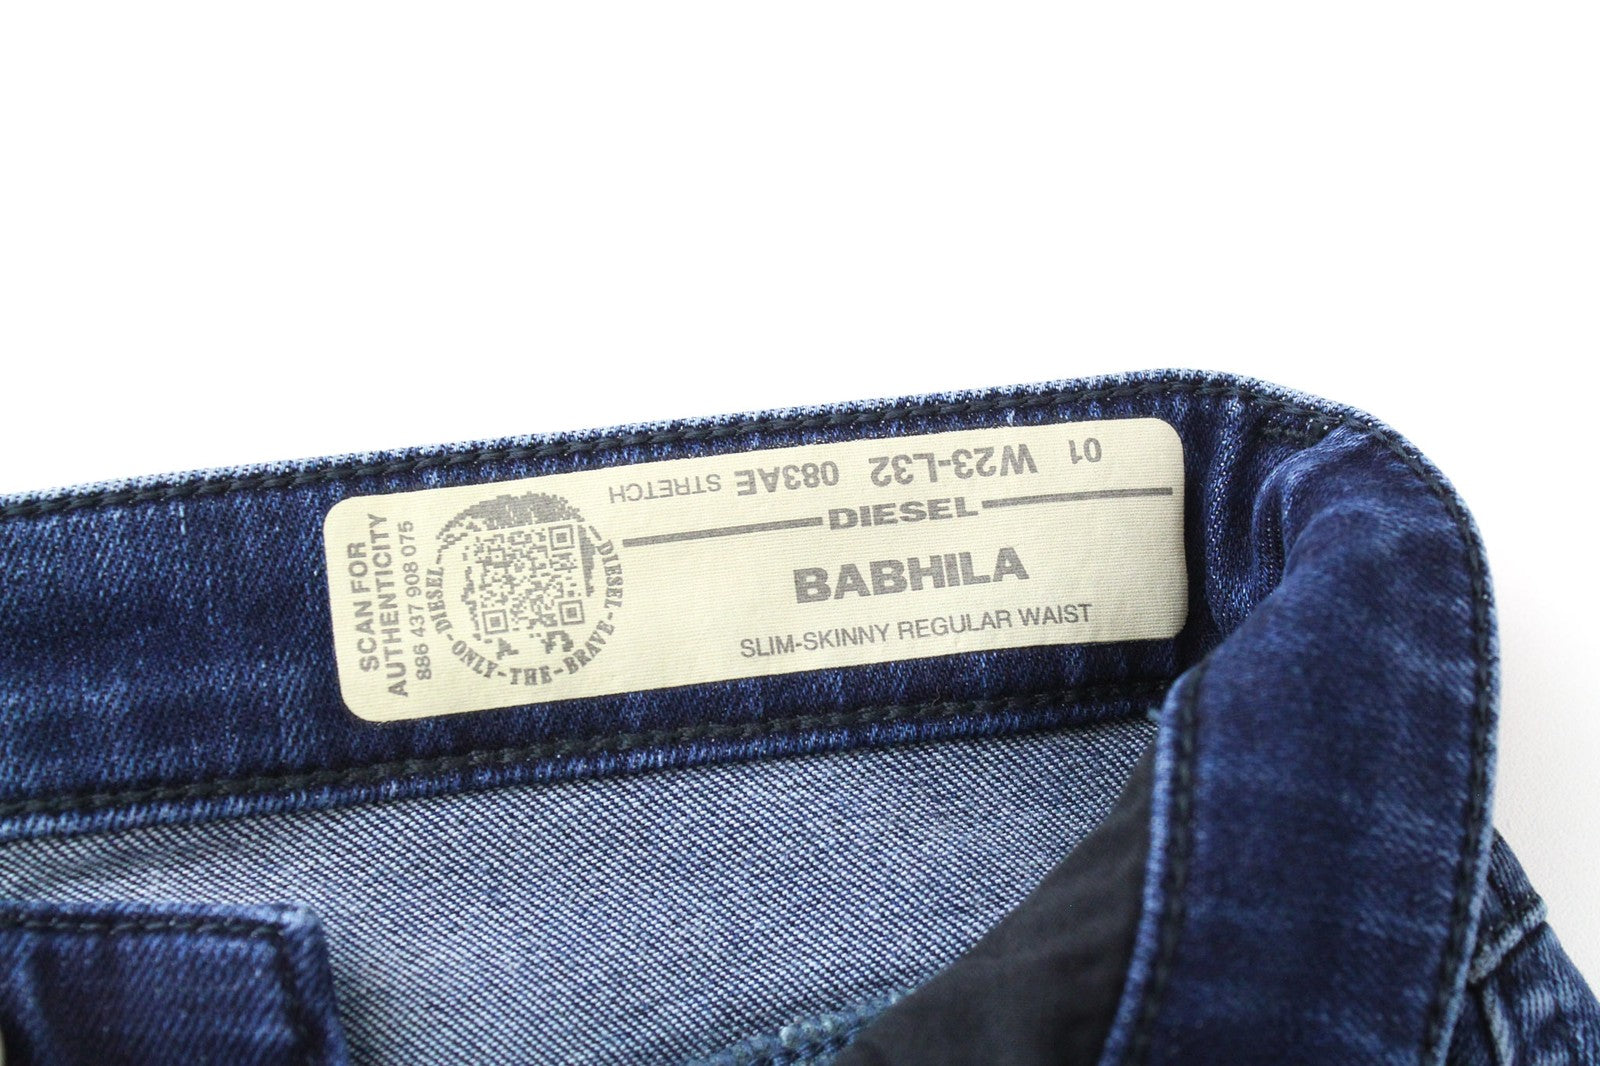 SCAN FOR
AUTHENTICITY
886 437 908 075
DIESEL
DIESEL-ONLY-THE-BRAVE-
01 W23-L32 083AE STRETCH
DIESEL
BABHILA
SLIM-SKINNY REGULAR WAIST